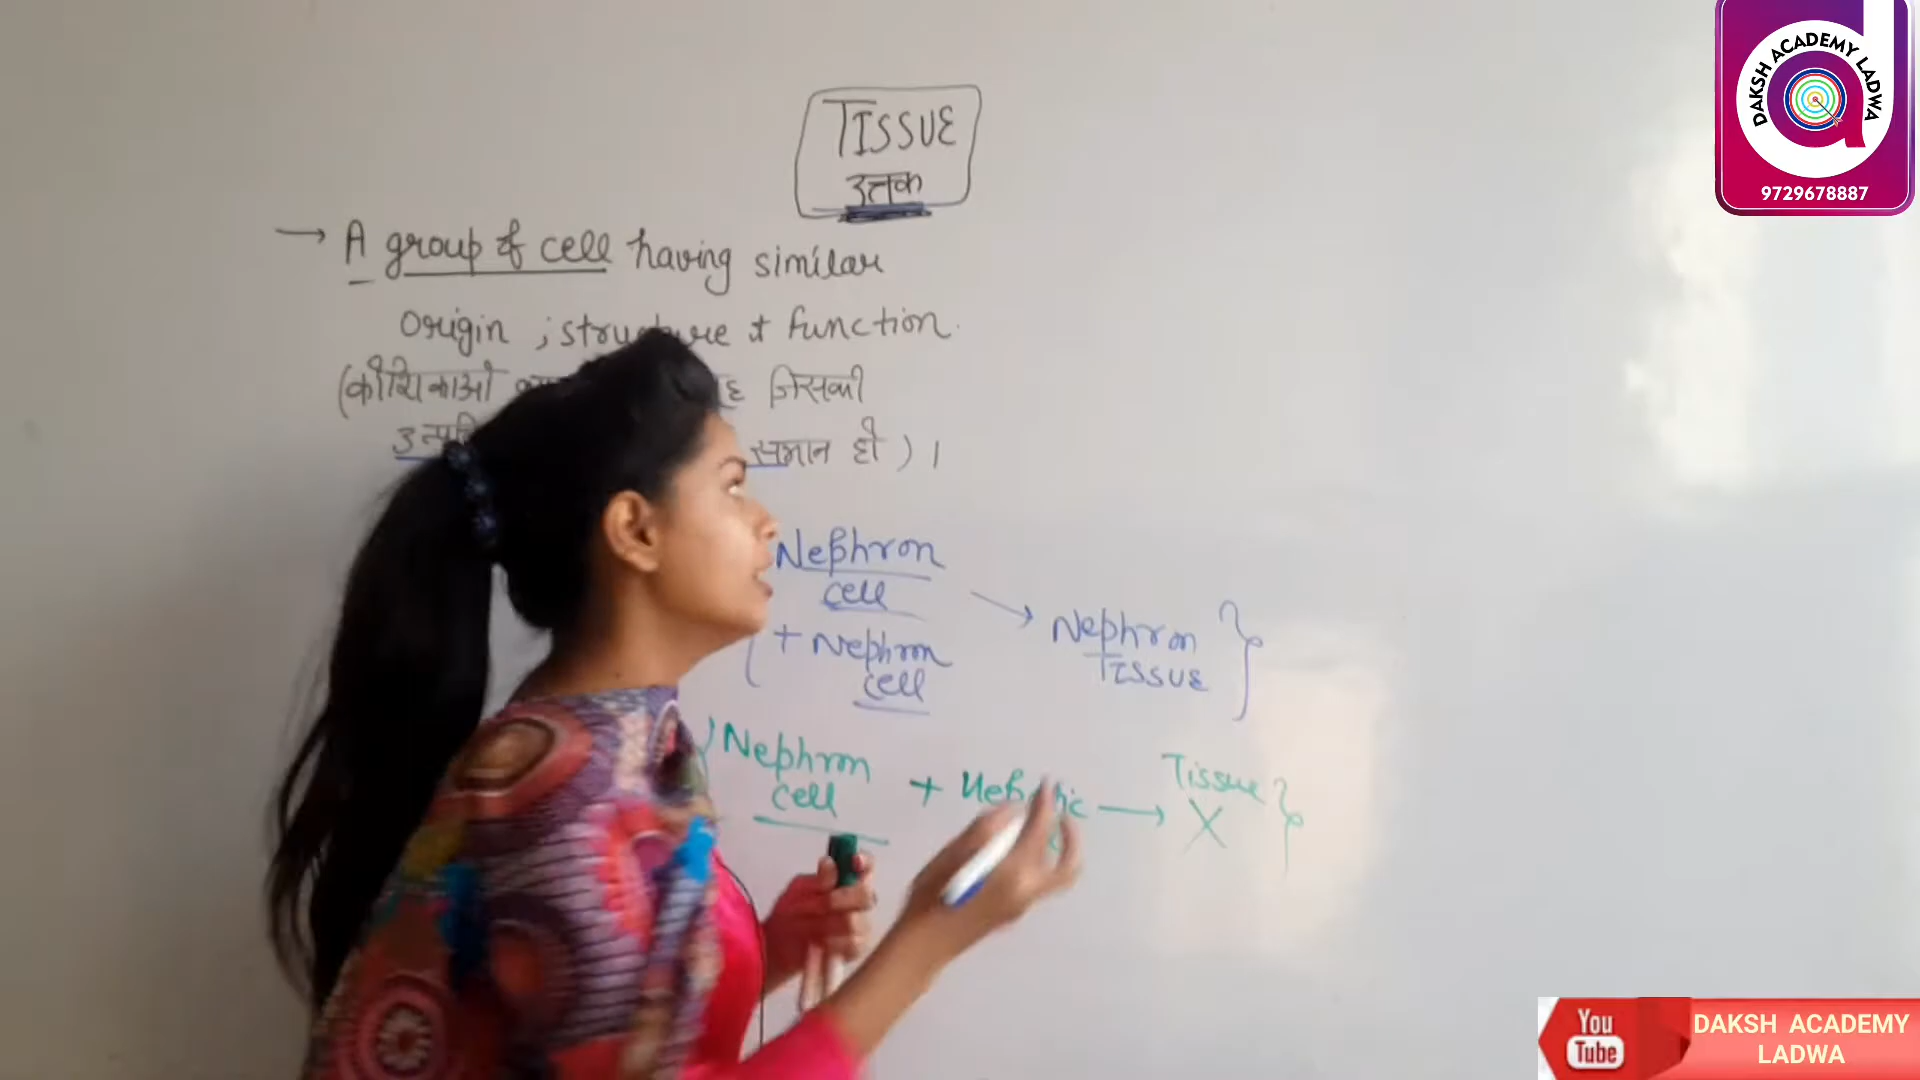 TISSUE
उत्तक
→ A group of cell having similar
origin ; structure & function.
(कोशिकाओं जिसकी
समान हो) ।
Nephron
cell
+ Nephron
cell
Nephron
TISSUE
Nephron
cell
+
→
Tissue
X
DAKSH ACADEMY LADWA
9729678887
You
Tube
DAKSH ACADEMY
LADWA